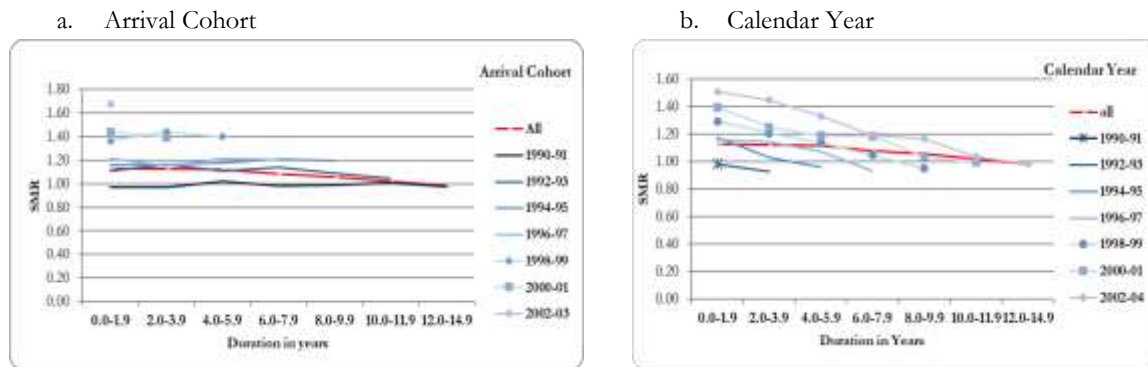 a. Arrival Cohort
1.80
1.60
1.40
1.20
1.00
0.80
0.60
0.40
0.20
0.00
SMR
0.0-1.9 2.0-3.9 4.0-5.9 6.0-7.9 8.0-9.9 10.0-11.9 12.0-14.9
Duration in years
Arrival Cohort
All
1990-91
1992-93
1994-95
1996-97
1998-99
2000-01
2002-03
b. Calendar Year
1.60
1.40
1.20
1.00
0.80
0.60
0.40
0.20
0.00
SMR
0.0-1.9 2.0-3.9 4.0-5.9 6.0-7.9 8.0-9.9 10.0-11.9 12.0-14.9
Duration in Years
Calendar Year
all
1990-91
1992-93
1994-95
1996-97
1998-99
2000-01
2002-04